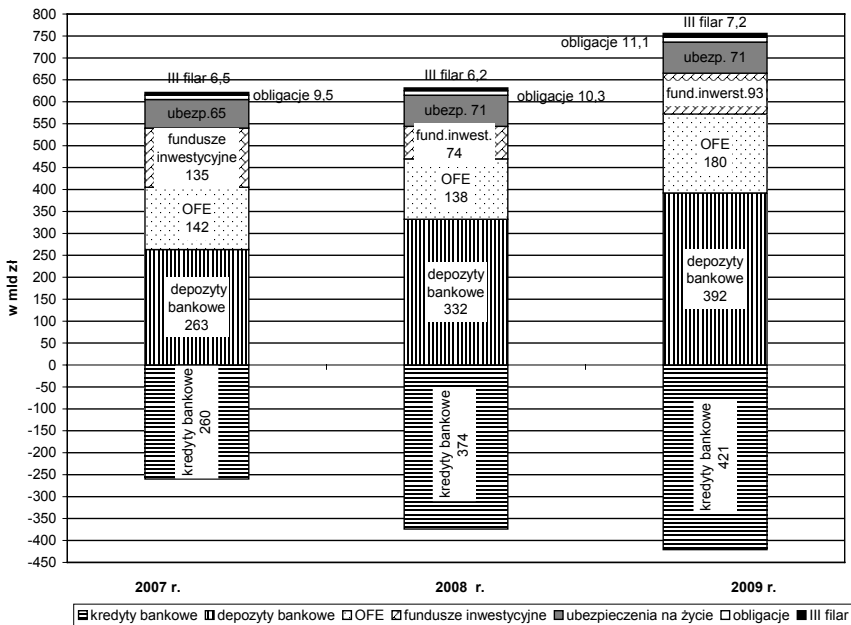 800
750
700
650
600
550
500
450
400
350
300
250
200
150
100
50
0
-50
-100
-150
-200
-250
-300
-350
-400
-450
w mld zł
III filar 6,5
obligacje 9,5
ubezp.65
fundusze
inwestycyjne
135
OFE
142
depozyty
bankowe
263
kredyty bankowe
260
III filar 6,2
obligacje 10,3
ubezp. 71
fund.inwest.
74
OFE
138
depozyty
bankowe
332
kredyty bankowe
374
III filar 7,2
obligacje 11,1
ubezp. 71
fund.inwerst.93
OFE
180
depozyty
bankowe
392
kredyty bankowe
421
2007 r.
2008 r.
2009 r.
kredyty bankowe depozyty bankowe OFE fundusze inwestycyjne ubezpieczenia na życie obligacje III filar